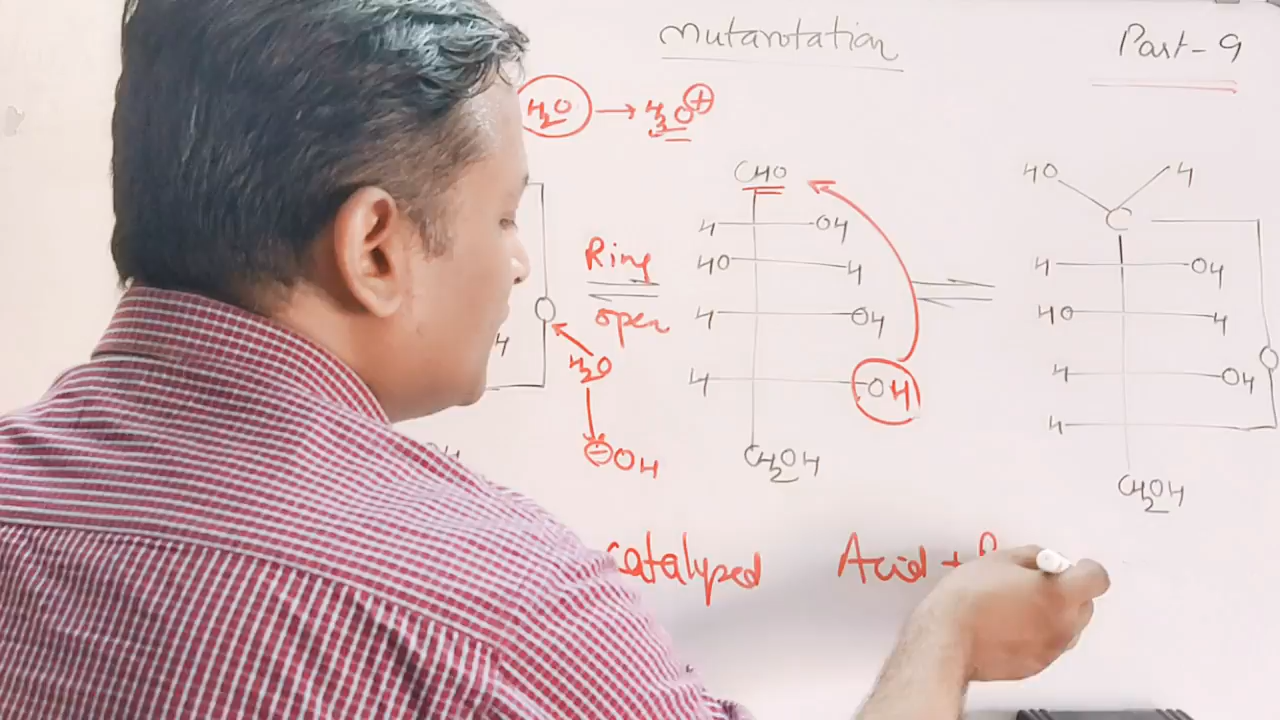 Mutarotation
Part-9
H2O → H3O⊕
CHO
HO H
C
H OH
HO H
H OH
H OH
CH2OH
H OH
HO H
H OH
H
O
CH2OH
Ring
open
O
H
H2O
⊖OH
catalyzed Acid +